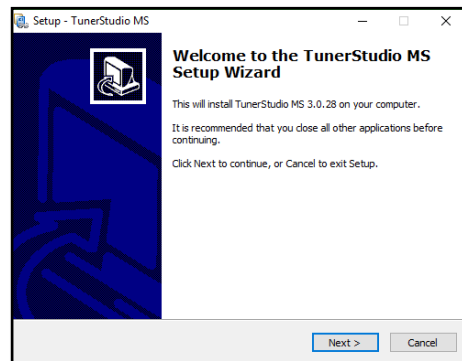 Setup - TunerStudio MS
Welcome to the TunerStudio MS
Setup Wizard
This will install TunerStudio MS 3.0.28 on your computer.
It is recommended that you close all other applications before
continuing.
Click Next to continue, or Cancel to exit Setup.
Next >
Cancel